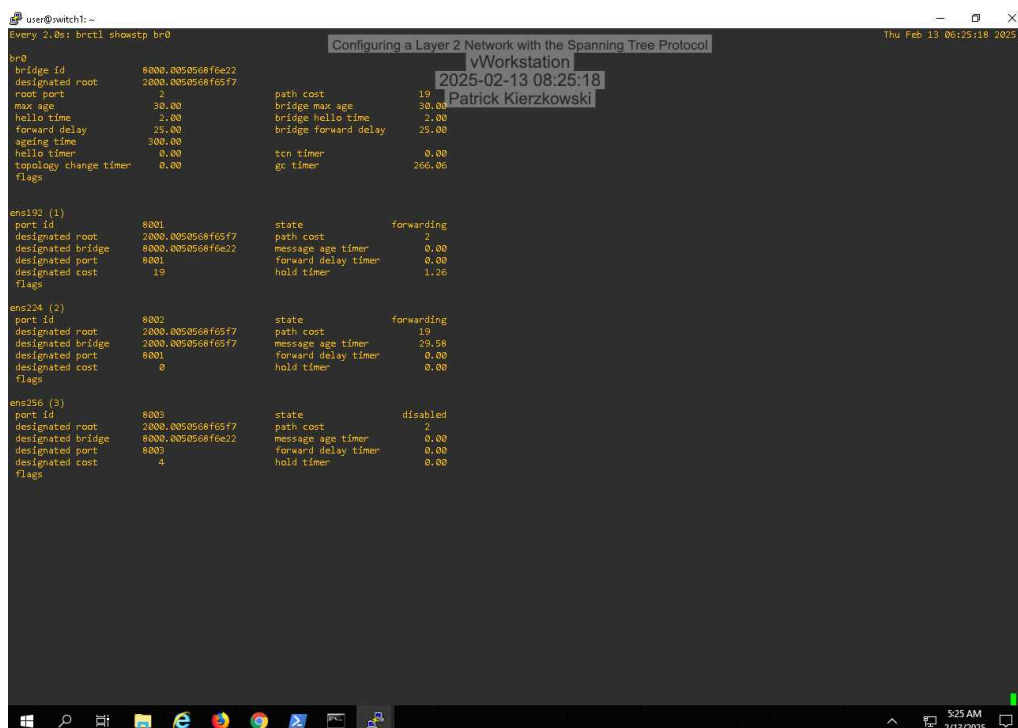 user@switch1: ~
Every 2.0s: brctl showstp br0 Thu Feb 13 06:25:18 2025
Configuring a Layer 2 Network with the Spanning Tree Protocol
vWorkstation
2025-02-13 08:25:18
Patrick Kierzkowski
br0
bridge id 8000.0050568f6e22
designated root 2000.0050568f65f7
root port 2 path cost 19
max age 30.00 bridge max age 30.00
hello time 2.00 bridge hello time 2.00
forward delay 25.00 bridge forward delay 25.00
ageing time 300.00
hello timer 0.00 tcn timer 0.00
topology change timer 0.00 gc timer 266.06
flags
ens192 (1)
port id 8001 state forwarding
designated root 2000.0050568f65f7 path cost 2
designated bridge 8000.0050568f6e22 message age timer 0.00
designated port 8001 forward delay timer 0.00
designated cost 19 hold timer 1.26
flags
ens224 (2)
port id 8002 state forwarding
designated root 2000.0050568f65f7 path cost 19
designated bridge 2000.0050568f65f7 message age timer 29.58
designated port 8001 forward delay timer 0.00
designated cost 0 hold timer 0.00
flags
ens256 (3)
port id 8003 state disabled
designated root 2000.0050568f65f7 path cost 2
designated bridge 8000.0050568f6e22 message age timer 0.00
designated port 8003 forward delay timer 0.00
designated cost 4 hold timer 0.00
flags
5:25 AM
2/13/2025